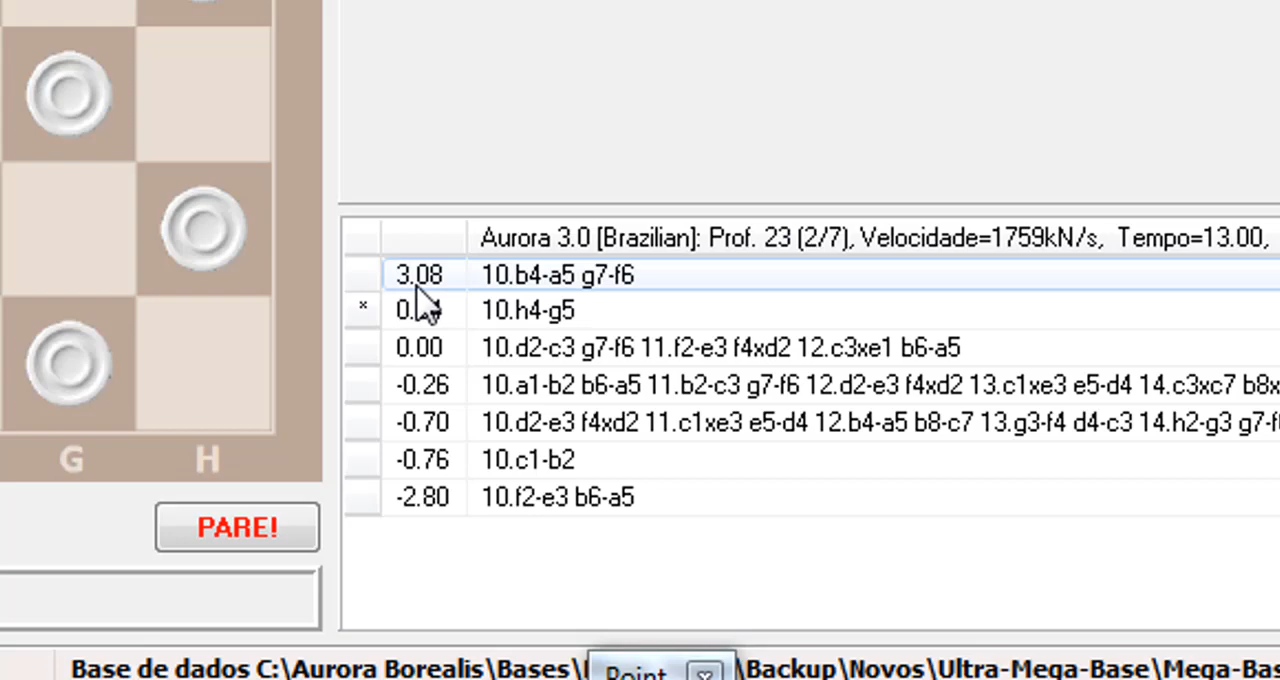 Aurora 3.0 [Brazilian]: Prof. 23 (2/7), Velocidade=1759kN/s, Tempo=13.00,
3.08 10.b4-a5 g7-f6
* 10.h4-g5
0.00 10.d2-c3 g7-f6 11.f2-e3 f4xd2 12.c3xe1 b6-a5
-0.26 10.a1-b2 b6-a5 11.b2-c3 g7-f6 12.d2-e3 f4xd2 13.c1xe3 e5-d4 14.c3xc7 b8x
-0.70 10.d2-e3 f4xd2 11.c1xe3 e5-d4 12.b4-a5 b8-c7 13.g3-f4 d4-c3 14.h2-g3 g7-f
-0.76 10.c1-b2
-2.80 10.f2-e3 b6-a5
G H
PARE!
Base de dados C:\Aurora Borealis\Bases\ \Backup\Novos\Ultra-Mega-Base\Mega-Bas
Point